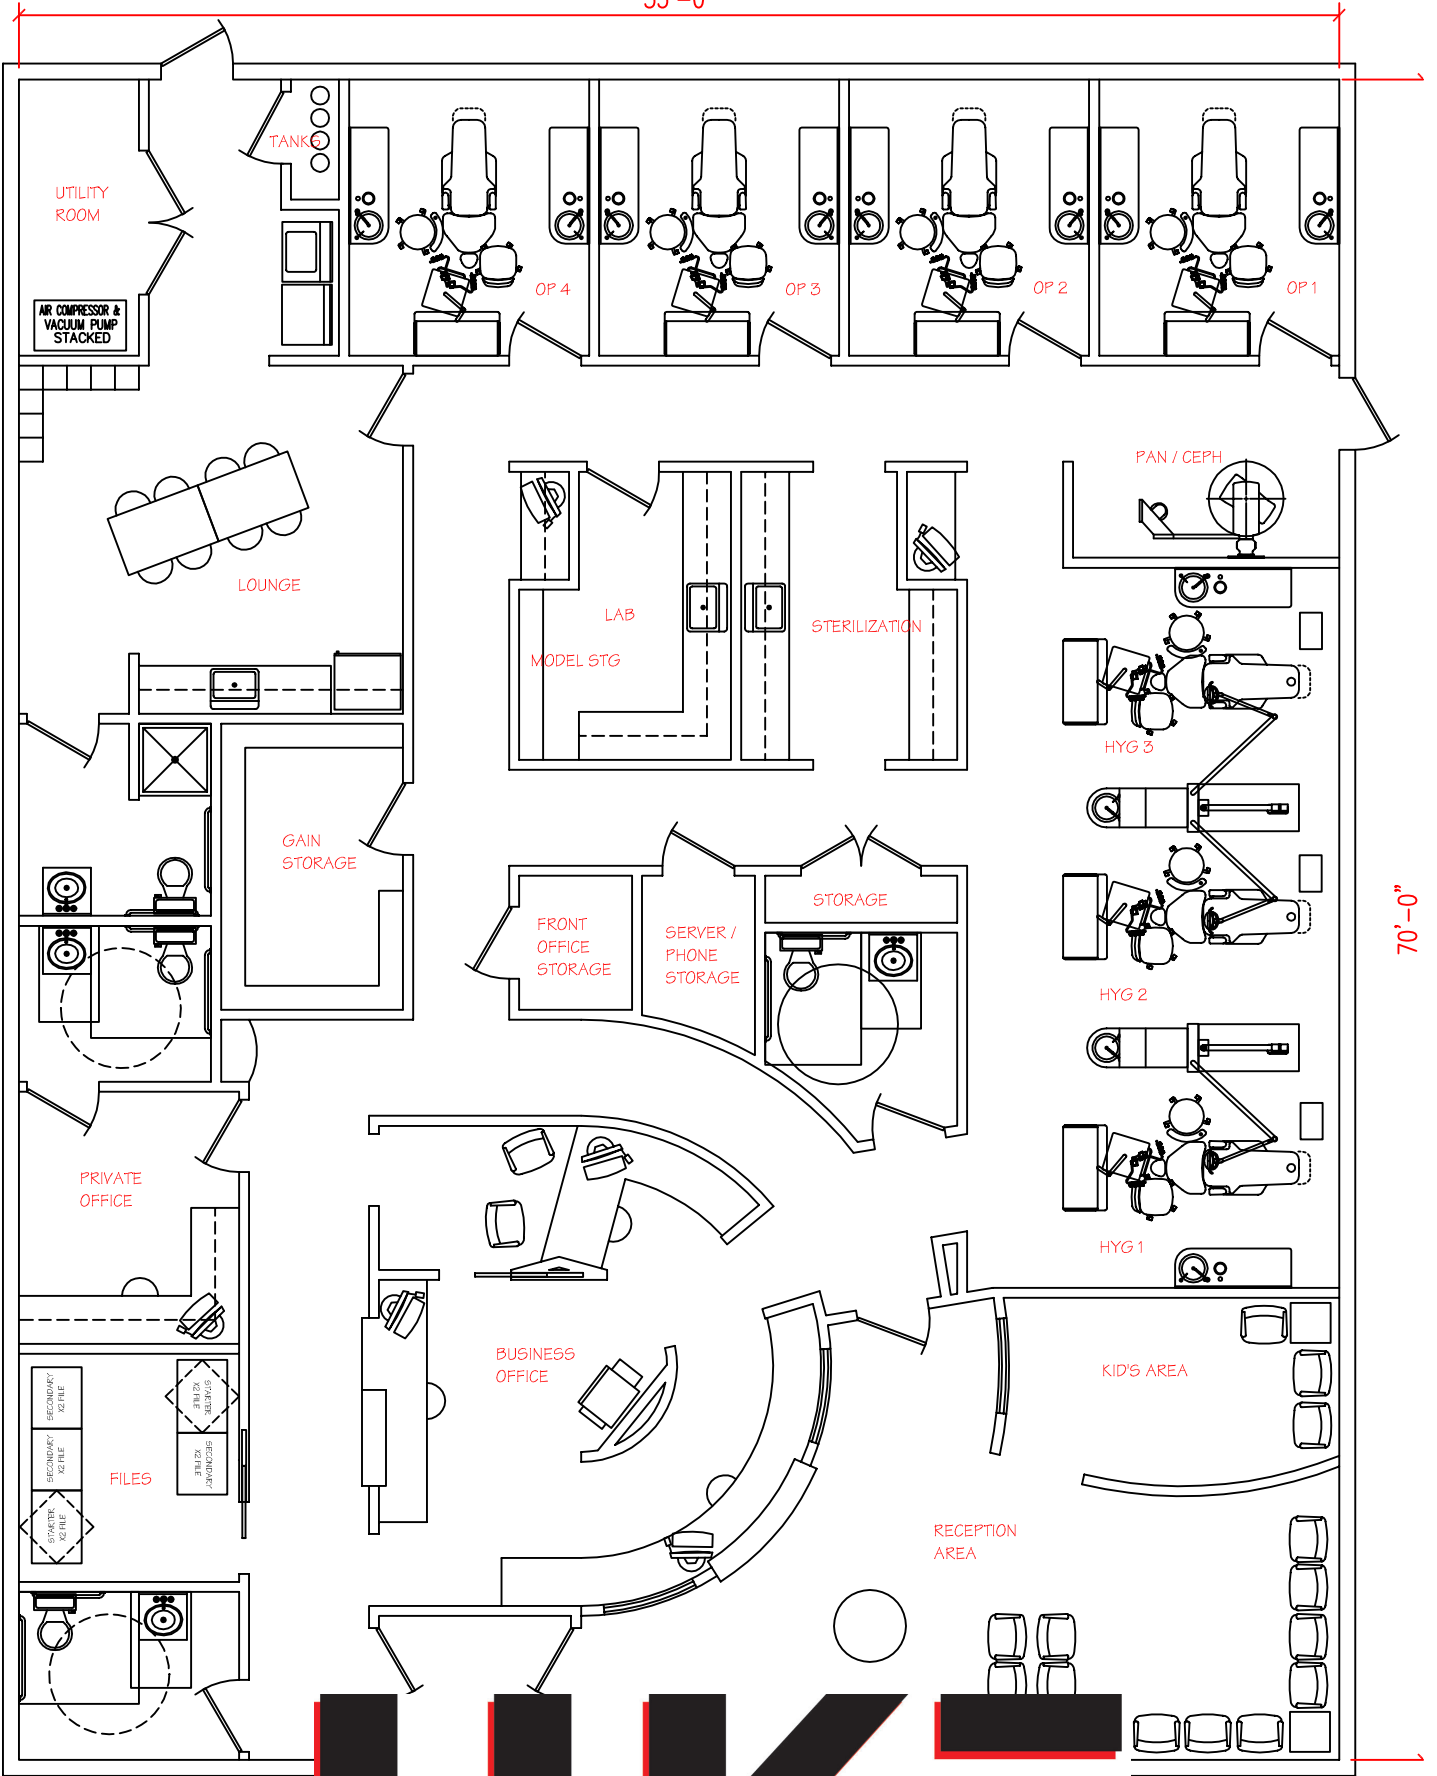 55'-0"
TANKS
UTILITY
ROOM
AIR COMPRESSOR &
VACUUM PUMP
STACKED
OP 4
OP 3
OP 2
OP 1
PAN / CEPH
LOUNGE
LAB
MODEL STG
STERILIZATION
HYG 3
GAIN
STORAGE
STORAGE
FRONT
OFFICE
STORAGE
SERVER /
PHONE
STORAGE
70'-0"
HYG 2
PRIVATE
OFFICE
HYG 1
BUSINESS
OFFICE
KID'S AREA
SECONDARY
X2 FILE
STARTER
X2 FILE
SECONDARY
X2 FILE
SECONDARY
X2 FILE
STARTER
X2 FILE
FILES
RECEPTION
AREA